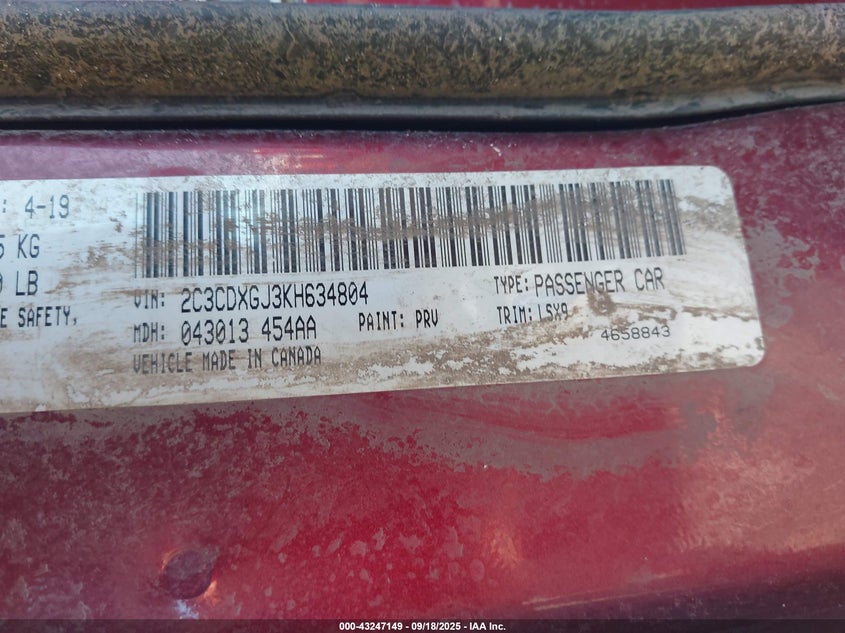 : 4-19
5 KG
0 LB
E SAFETY,
VIN: 2C3CDXGJ3KH634804
TYPE: PASSENGER CAR
MDH: 043013 454AA
PAINT: PRV
TRIM: LSX9
VEHICLE MADE IN CANADA
4658843
000-43247149 - 09/18/2025 - IAA Inc.